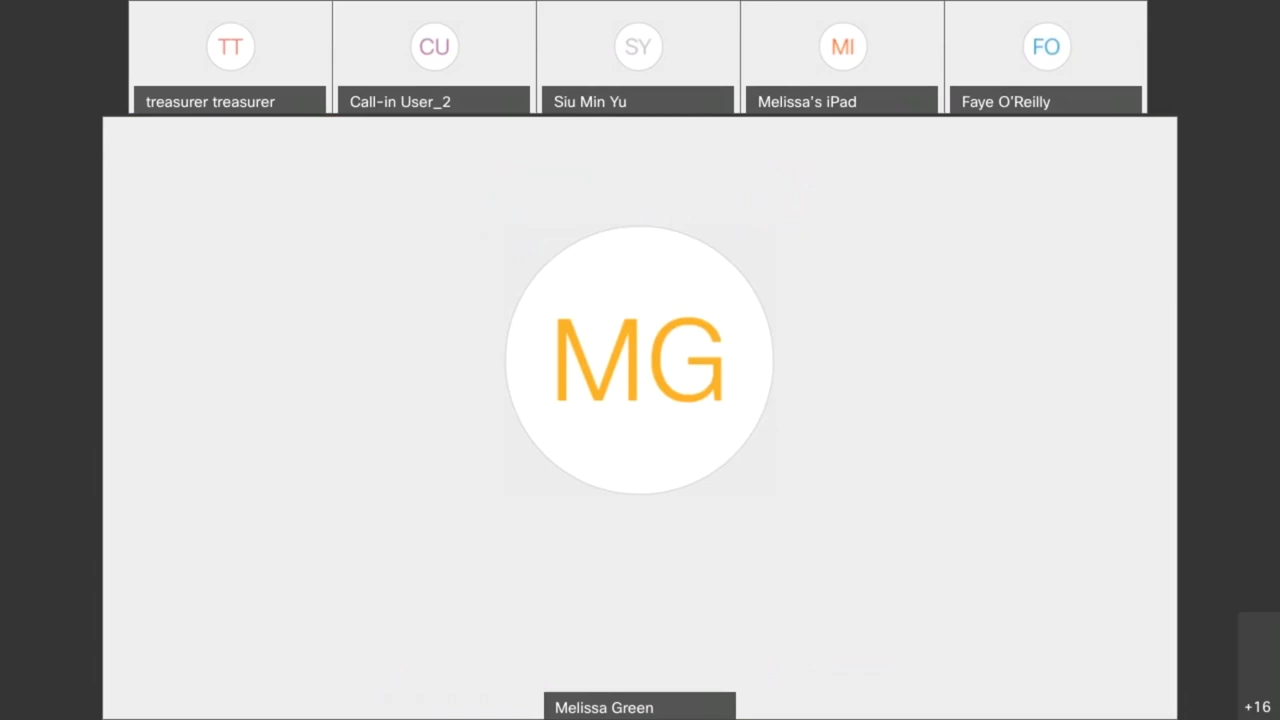 TT
CU
SY
MI
FO
treasurer treasurer
Call-in User_2
Siu Min Yu
Melissa's iPad
Faye O'Reilly
MG
Melissa Green
+16